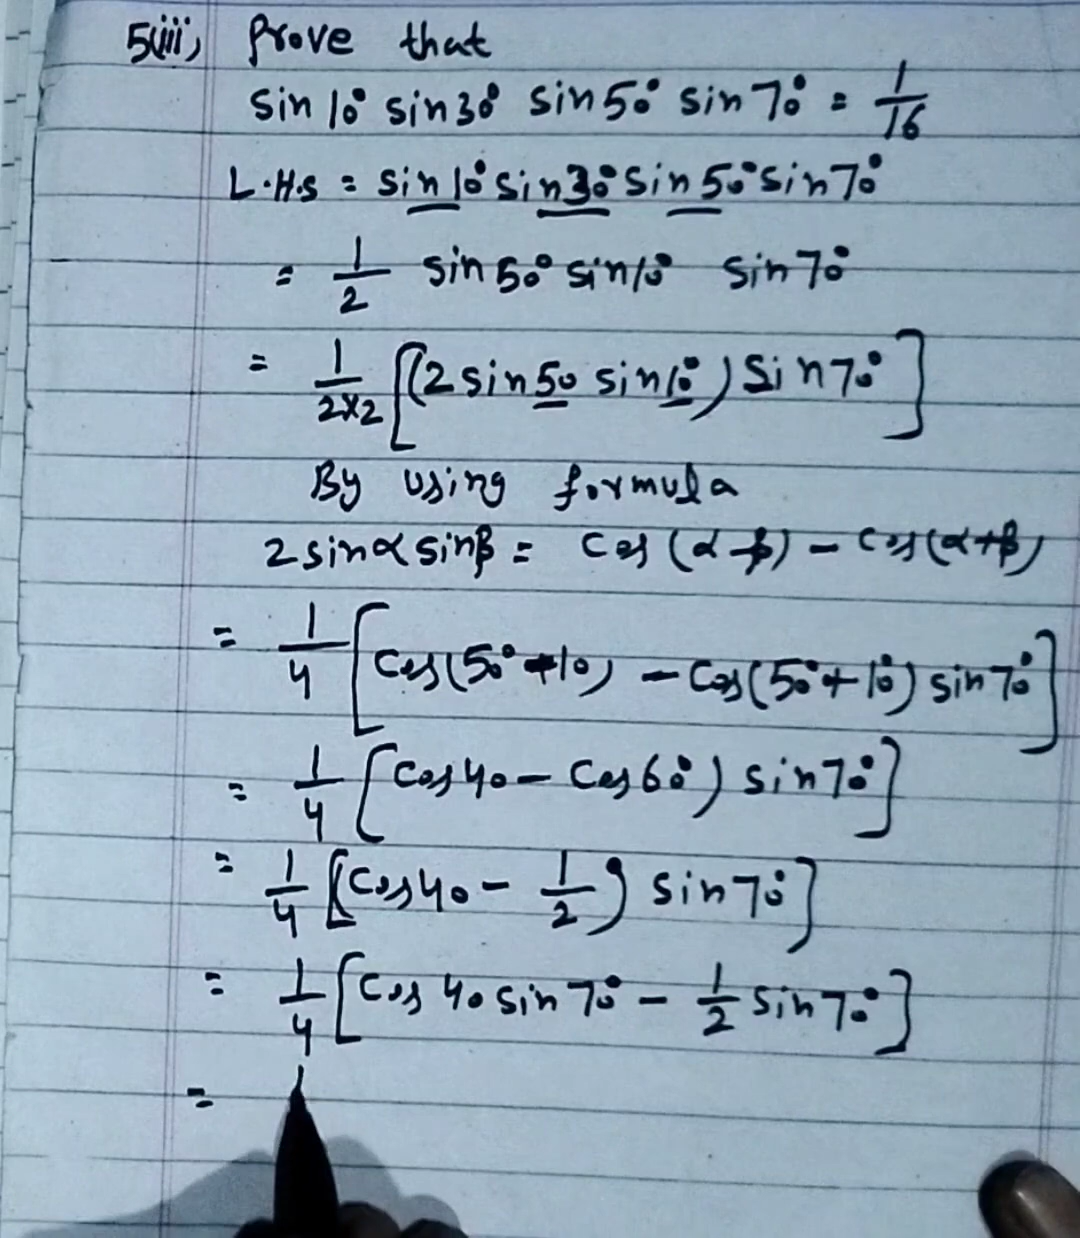 5(iii), Prove that
sin 10° sin 30° sin 50° sin 70° = 1/16
L.H.S = sin 10° sin 30° sin 50° sin 70°
= 1/2 sin 50° sin 10° sin 70°
= 1/2×2 [(2 sin 50 sin 10°) sin 70°]
By using formula
2 sin α sin β = cos (α - β) - cos (α + β)
= 1/4 [cos (50° - 10) - cos (50° + 10°) sin 70°]
= 1/4 [cos 40 - cos 60°) sin 70°]
= 1/4 [(cos 40 - 1/2) sin 70°]
= 1/4 [cos 40 sin 70° - 1/2 sin 70°]
=